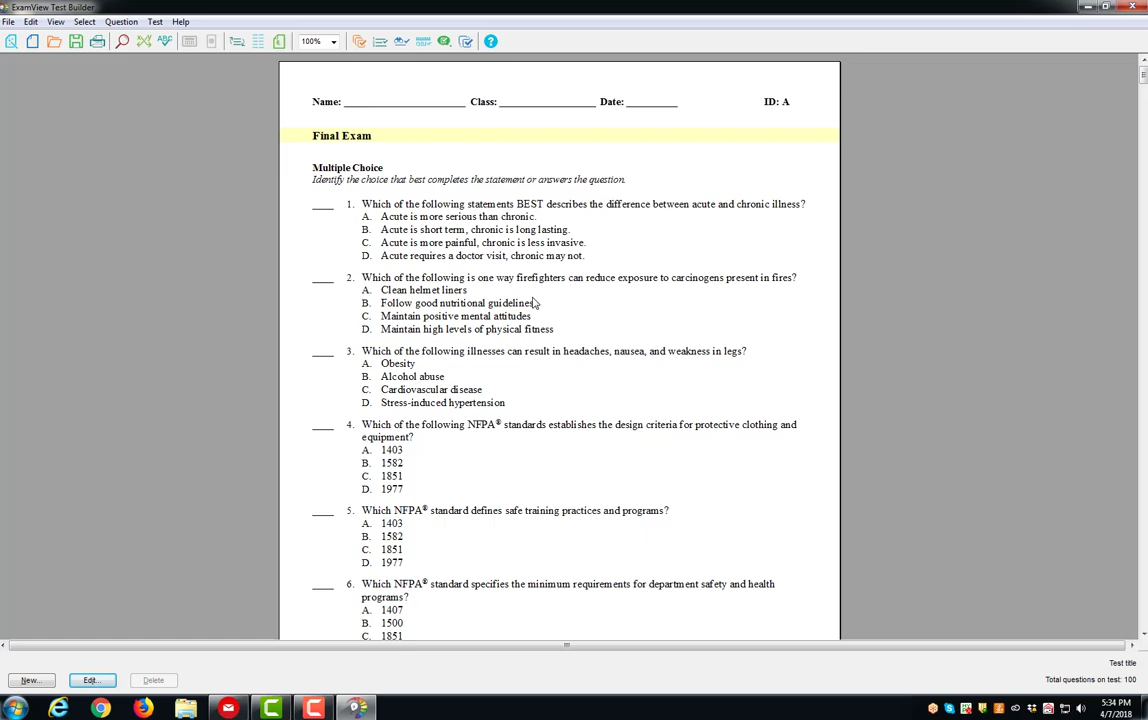 ExamView Test Builder
File Edit View Select Question Test Help
ABC 100%
Name: Class: Date: ID: A
Final Exam
Multiple Choice
Identify the choice that best completes the statement or answers the question.
1. Which of the following statements BEST describes the difference between acute and chronic illness?
A. Acute is more serious than chronic.
B. Acute is short term, chronic is long lasting.
C. Acute is more painful, chronic is less invasive.
D. Acute requires a doctor visit, chronic may not.
2. Which of the following is one way firefighters can reduce exposure to carcinogens present in fires?
A. Clean helmet liners
B. Follow good nutritional guidelines
C. Maintain positive mental attitudes
D. Maintain high levels of physical fitness
3. Which of the following illnesses can result in headaches, nausea, and weakness in legs?
A. Obesity
B. Alcohol abuse
C. Cardiovascular disease
D. Stress-induced hypertension
4. Which of the following NFPA® standards establishes the design criteria for protective clothing and
equipment?
A. 1403
B. 1582
C. 1851
D. 1977
5. Which NFPA® standard defines safe training practices and programs?
A. 1403
B. 1582
C. 1851
D. 1977
6. Which NFPA® standard specifies the minimum requirements for department safety and health
programs?
A. 1407
B. 1500
C. 1851
Test title
New... Edit... Delete Total questions on test: 100
5:34 PM
4/7/2018